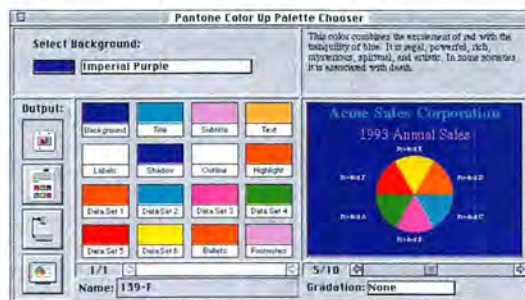 Pantone Color Up Palette Chooser
Select Background:
Imperial Purple
This color combines the excitement of red with the
tranquility of blue. It is regal, powerful, rich,
mysterious, spiritual, and artistic. In some societies
it is associated with death.
Output:
Background Title Subtitle Text
Labels Shadow Outline Highlight
Data Set 1 Data Set 2 Data Set 3 Data Set 4
Data Set 5 Data Set 6 Bullets Footnotes
1/1
Name: 139-F
Acme Sales Corporation
1993 Annual Sales
5/10
Gradation: None